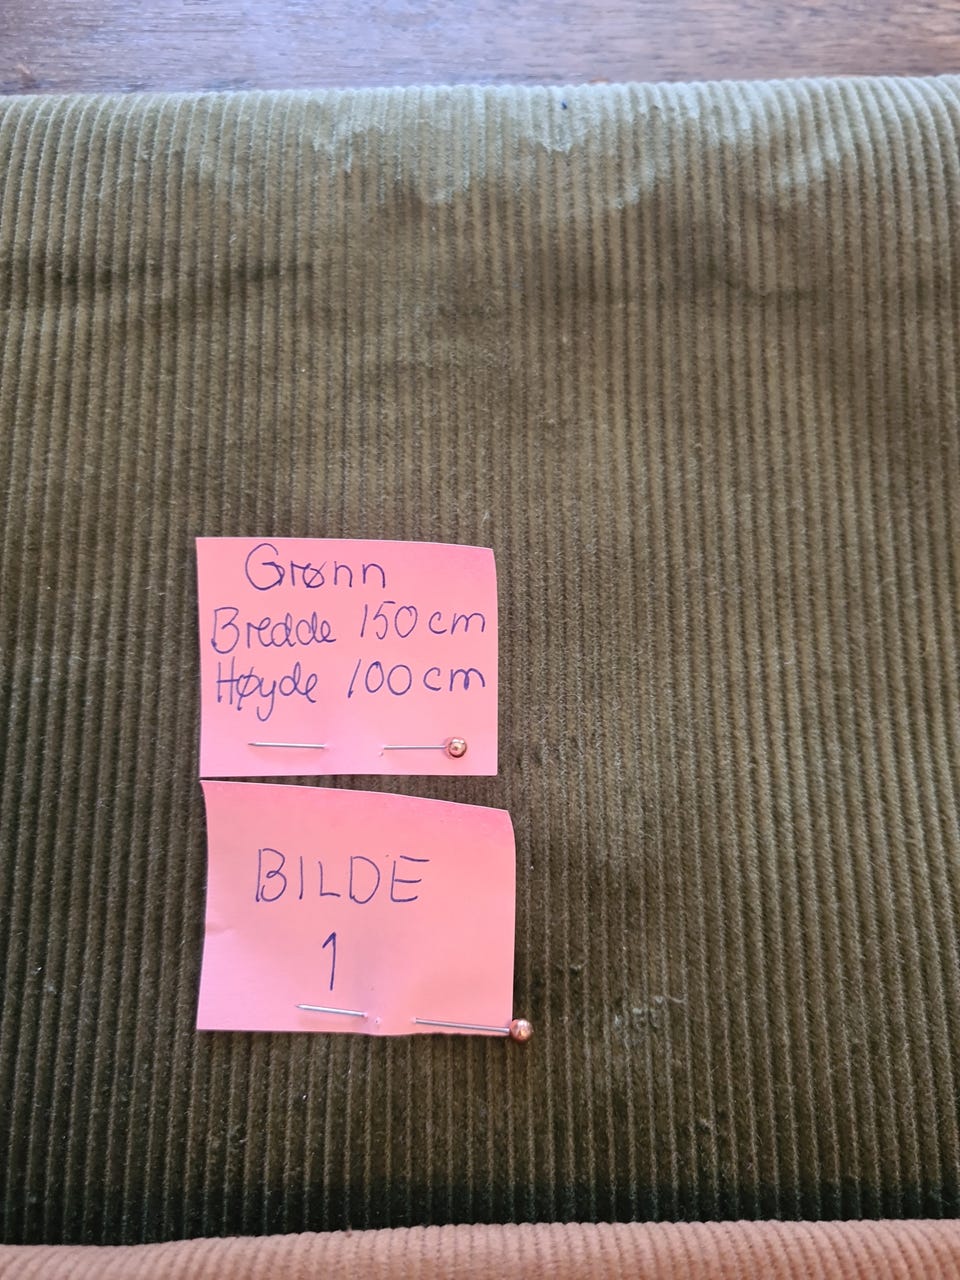 Grønn
Bredde 150 cm
Høyde 100 cm
BILDE
1